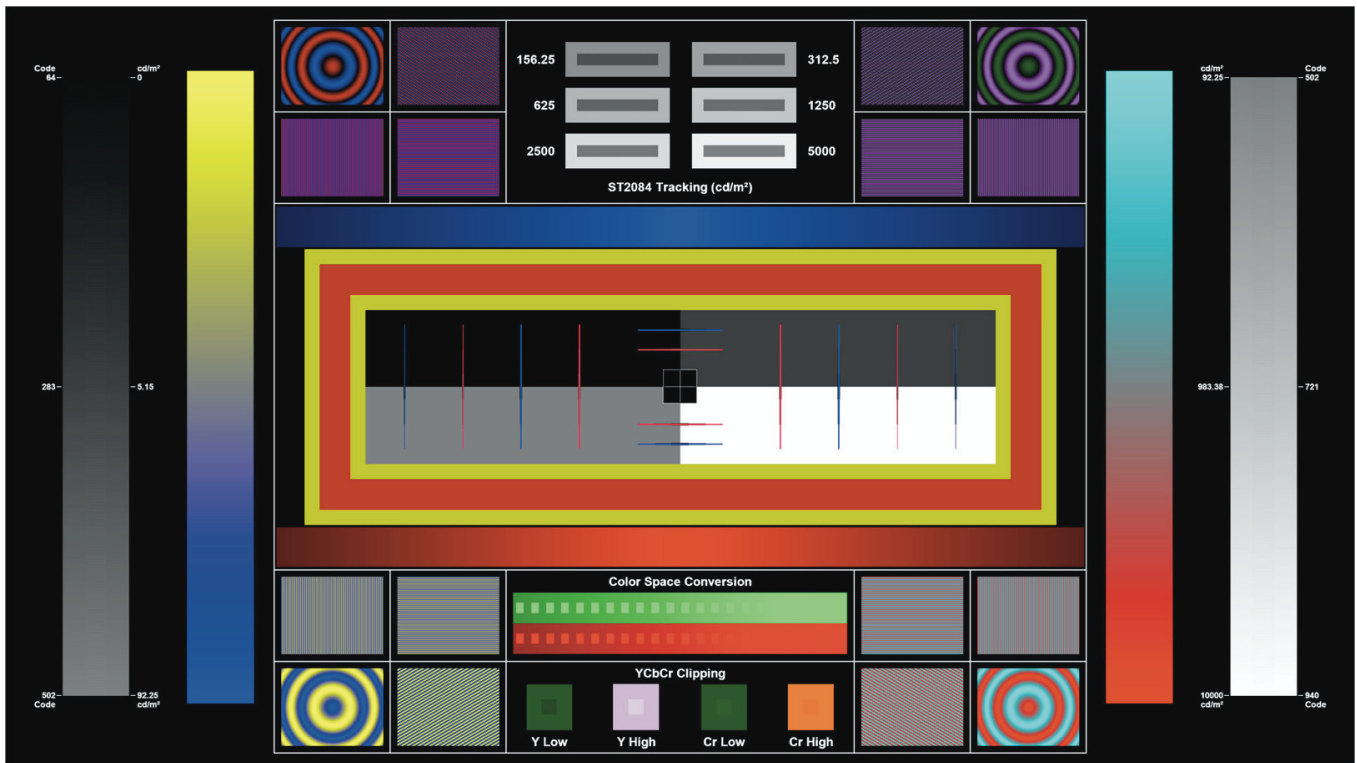 Code cd/m²
64 0
283 5.15
502 92.25
Code cd/m²
156.25 312.5
625 1250
2500 5000
ST2084 Tracking (cd/m²)
Color Space Conversion
YCbCr Clipping
Y Low Y High Cr Low Cr High
cd/m² Code
92.25 502
983.38 721
10000 940
cd/m² Code